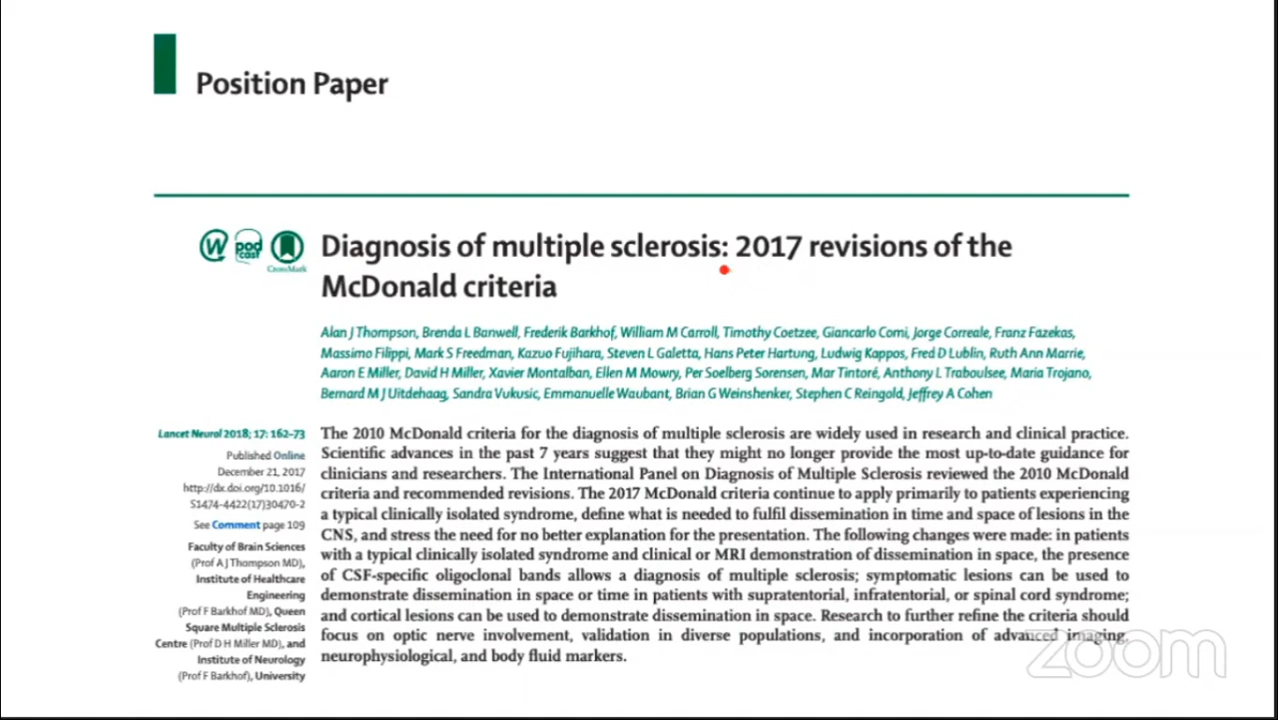 Position Paper
W
pod
cast
CrossMark
Diagnosis of multiple sclerosis: 2017 revisions of the
McDonald criteria
Alan J Thompson, Brenda L Banwell, Frederik Barkhof, William M Carroll, Timothy Coetzee, Giancarlo Comi, Jorge Correale, Franz Fazekas,
Massimo Filippi, Mark S Freedman, Kazuo Fujihara, Steven L Galetta, Hans Peter Hartung, Ludwig Kappos, Fred D Lublin, Ruth Ann Marrie,
Aaron E Miller, David H Miller, Xavier Montalban, Ellen M Mowry, Per Soelberg Sorensen, Mar Tintoré, Anthony L Traboulsee, Maria Trojano,
Bernard M J Uitdehaag, Sandra Vukusic, Emmanuelle Waubant, Brian G Weinshenker, Stephen C Reingold, Jeffrey A Cohen
Lancet Neurol 2018; 17: 162–73
Published Online
December 21, 2017
http://dx.doi.org/10.1016/
S1474-4422(17)30470-2
See Comment page 109
Faculty of Brain Sciences
(Prof A J Thompson MD),
Institute of Healthcare
Engineering
(Prof F Barkhof MD), Queen
Square Multiple Sclerosis
Centre (Prof D H Miller MD), and
Institute of Neurology
(Prof F Barkhof), University
The 2010 McDonald criteria for the diagnosis of multiple sclerosis are widely used in research and clinical practice.
Scientific advances in the past 7 years suggest that they might no longer provide the most up-to-date guidance for
clinicians and researchers. The International Panel on Diagnosis of Multiple Sclerosis reviewed the 2010 McDonald
criteria and recommended revisions. The 2017 McDonald criteria continue to apply primarily to patients experiencing
a typical clinically isolated syndrome, define what is needed to fulfil dissemination in time and space of lesions in the
CNS, and stress the need for no better explanation for the presentation. The following changes were made: in patients
with a typical clinically isolated syndrome and clinical or MRI demonstration of dissemination in space, the presence
of CSF-specific oligoclonal bands allows a diagnosis of multiple sclerosis; symptomatic lesions can be used to
demonstrate dissemination in space or time in patients with supratentorial, infratentorial, or spinal cord syndrome;
and cortical lesions can be used to demonstrate dissemination in space. Research to further refine the criteria should
focus on optic nerve involvement, validation in diverse populations, and incorporation of advanced imaging,
neurophysiological, and body fluid markers.
zoom